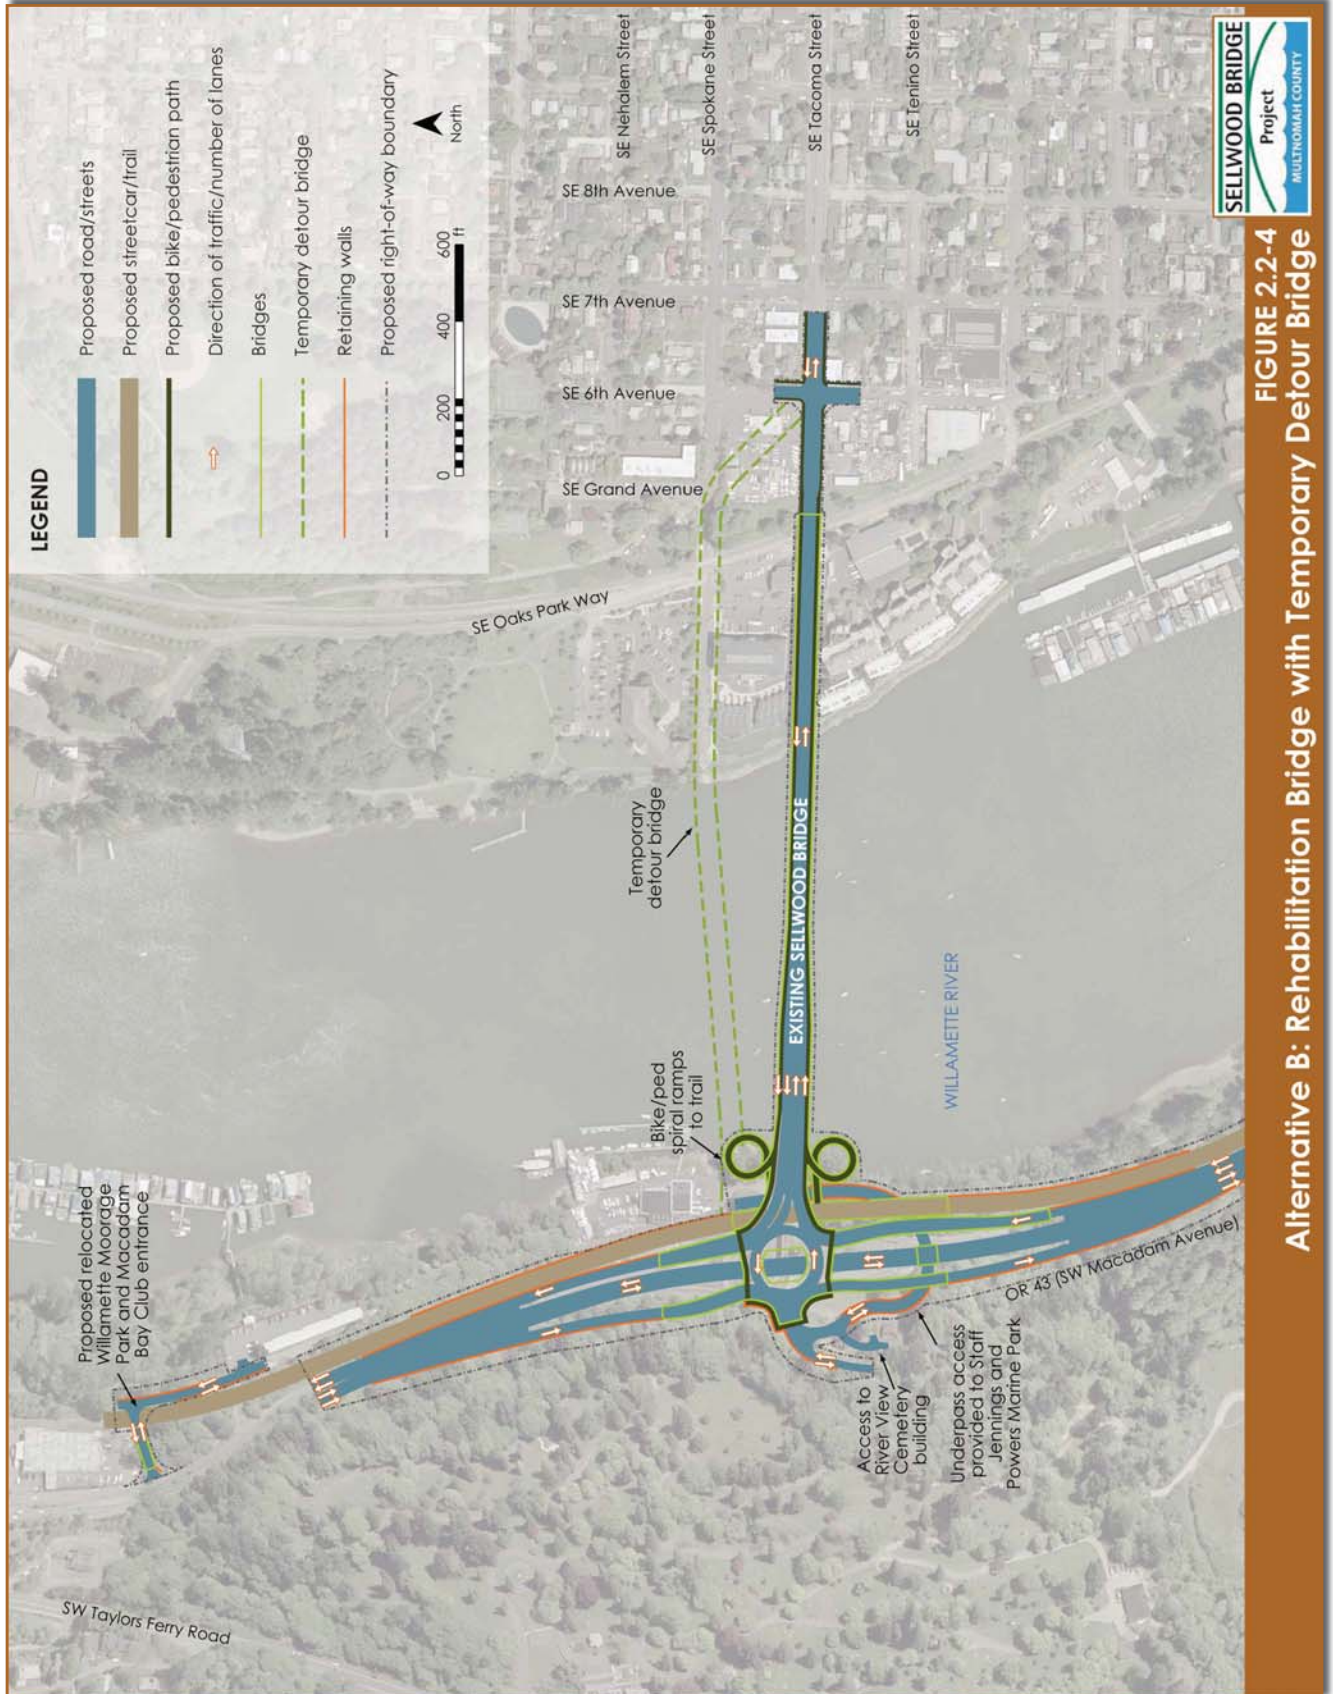 LEGEND
Proposed road/streets
Proposed streetcar/trail
Proposed bike/pedestrian path
Direction of traffic/number of lanes
Bridges
Temporary detour bridge
Retaining walls
Proposed right-of-way boundary
0 200 400 600
ft
North
SE Nehalem Street
SE Spokane Street
SE Tacoma Street
SE Tenino Street
SE 8th Avenue
SE 7th Avenue
SE 6th Avenue
SE Grand Avenue
SE Oaks Park Way
Temporary
detour bridge
EXISTING SELLWOOD BRIDGE
WILLAMETTE RIVER
Bike/ped
spiral ramps
to trail
Proposed relocated
Willamette Moorage
Park and Macadam
Bay Club entrance
OR 43 (SW Macadam Avenue)
Access to
River View
Cemetery
building
Underpass access
provided to Staff
Jennings and
Powers Marine Park
SW Taylors Ferry Road
SELLWOOD BRIDGE
Project
MULTNOMAH COUNTY
FIGURE 2.2-4
Alternative B: Rehabilitation Bridge with Temporary Detour Bridge